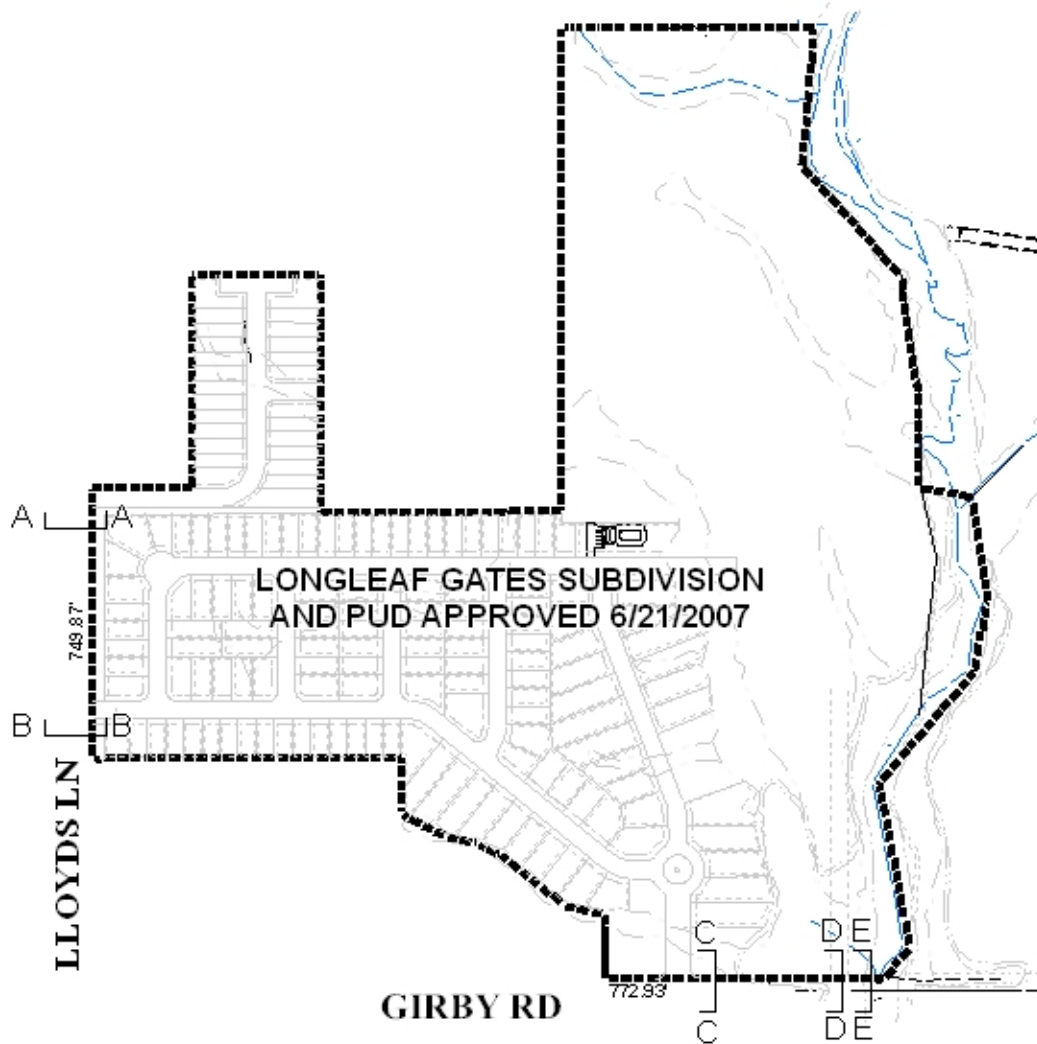 A A
LONGLEAF GATES SUBDIVISION
AND PUD APPROVED 6/21/2007
749.87'
B B
LLOYDS LN
C D E
772.93'
GIRBY RD
C D E